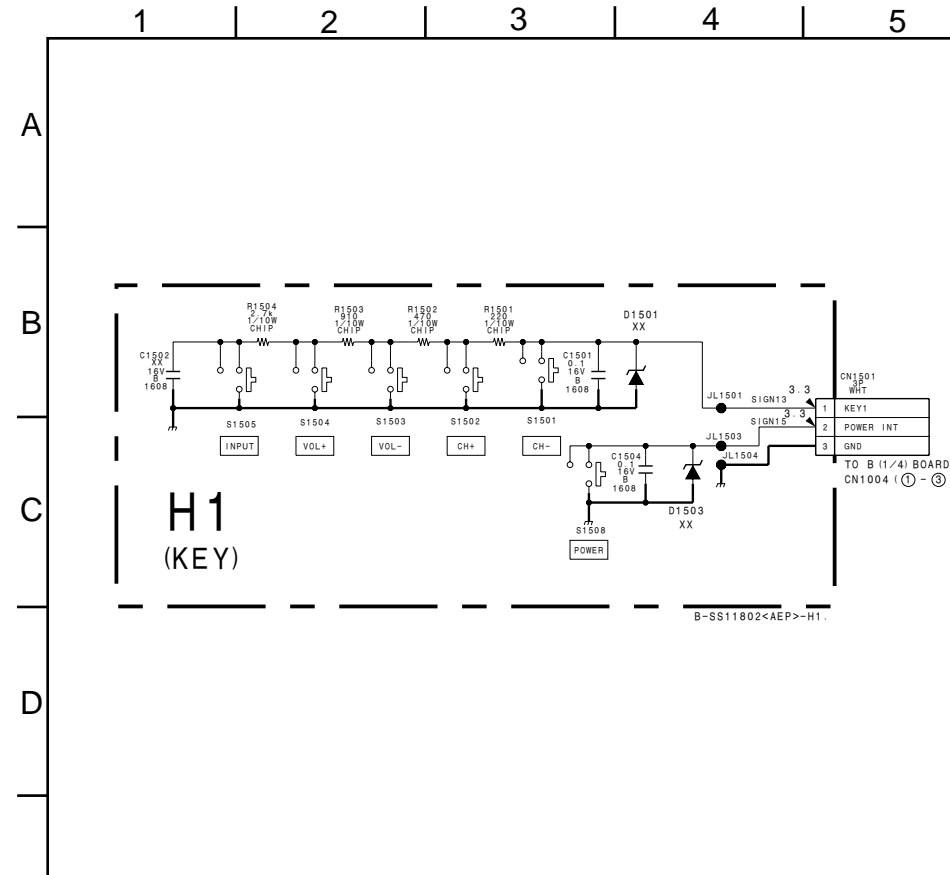 1 2 3 4 5
A
B
C
D
R1504
2.7k
1/10W
CHIP
R1503
910
1/10W
CHIP
R1502
470
1/10W
CHIP
R1501
220
1/10W
CHIP
D1501
XX
C1502
XX
16V
B
1608
C1501
0.1
16V
B
1608
S1505
INPUT
S1504
VOL+
S1503
VOL-
S1502
CH+
S1501
CH-
JL1501
SIGN13
3.3
SIGN15
3.3
JL1503
JL1504
CN1501
3P
WHT
1 KEY1
2 POWER INT
3 GND
TO B (1/4) BOARD
CN1004 (① - ③
C1504
0.1
16V
B
1608
D1503
XX
S1508
POWER
H1
(KEY)
B-SS11802<AEP>-H1.